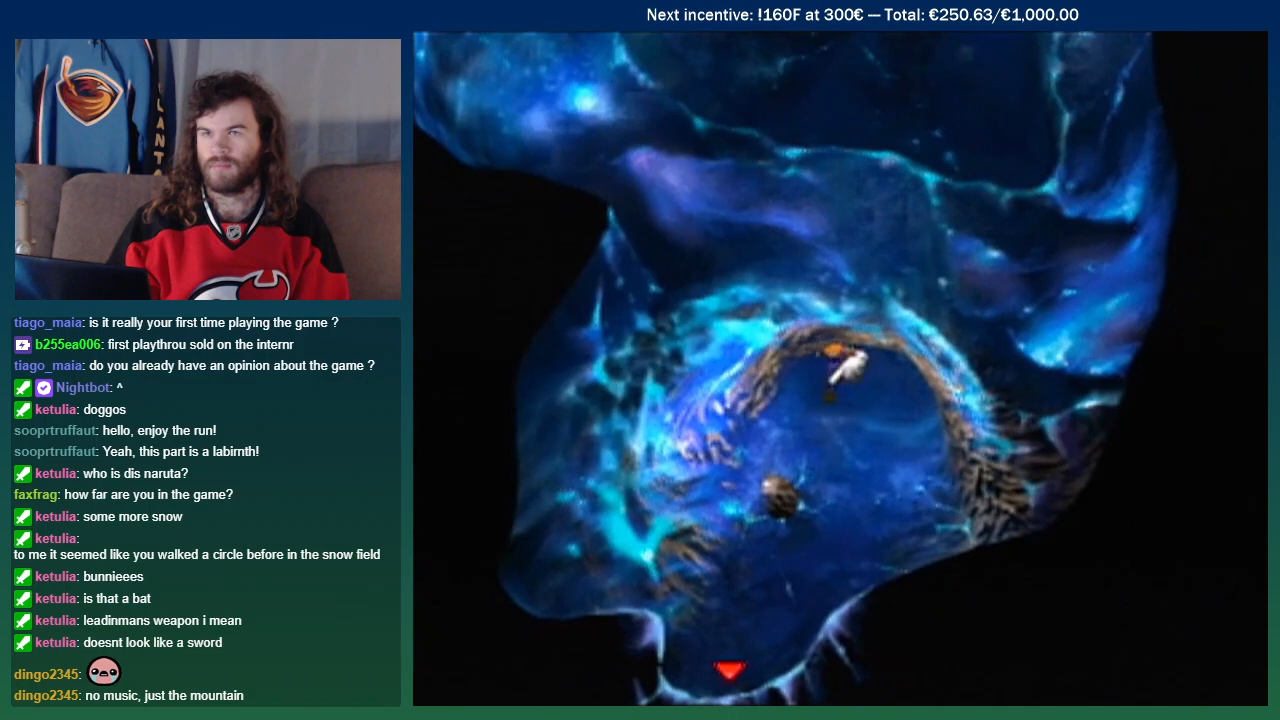 Next incentive: !160F at 300€ — Total: €250.63/€1,000.00
LANTA
tiago_maia: is it really your first time playing the game ?
b255ea006: first playthrou sold on the internr
tiago_maia: do you already have an opinion about the game ?
Nightbot: ^
ketulia: doggos
sooprtruffaut: hello, enjoy the run!
sooprtruffaut: Yeah, this part is a labirnth!
ketulia: who is dis naruta?
faxfrag: how far are you in the game?
ketulia: some more snow
ketulia:
to me it seemed like you walked a circle before in the snow field
ketulia: bunnieees
ketulia: is that a bat
ketulia: leadinmans weapon i mean
ketulia: doesnt look like a sword
dingo2345:
dingo2345: no music, just the mountain